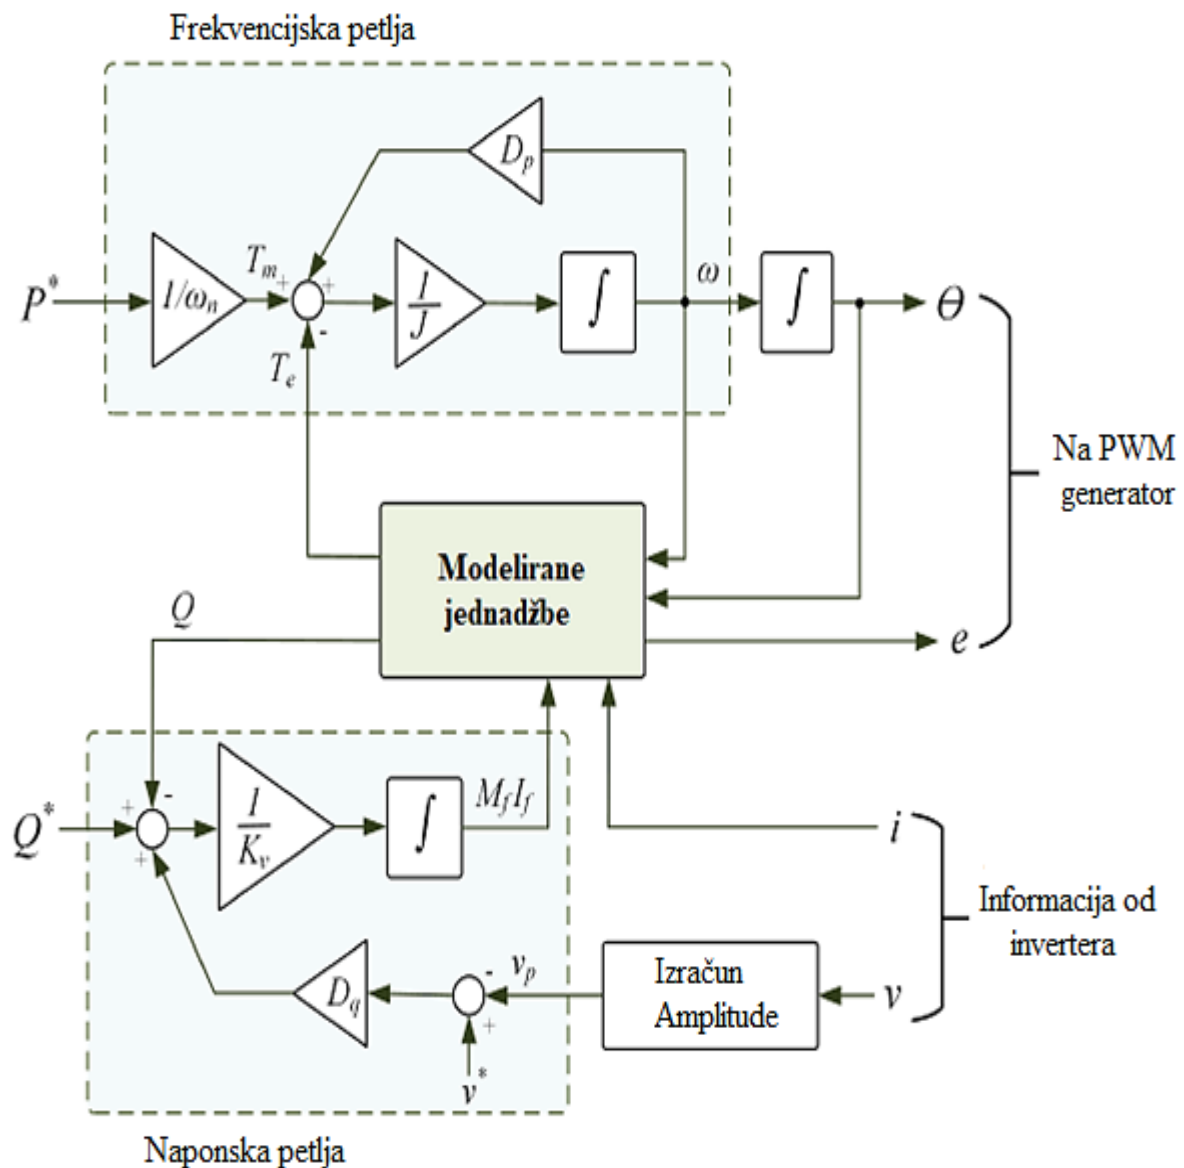 Frekvencijska petlja
D_p
P*
1/ω_n
T_m
+
+
-
1/J
∫
ω
∫
θ
T_e
Na PWM
generator
Modelirane
jednadžbe
Q
e
Q*
+
-
+
1/K_v
∫
M_f I_f
i
Informacija od
invertera
D_q
-
+
v_p
Izračun
Amplitude
v
v*
Naponska petlja